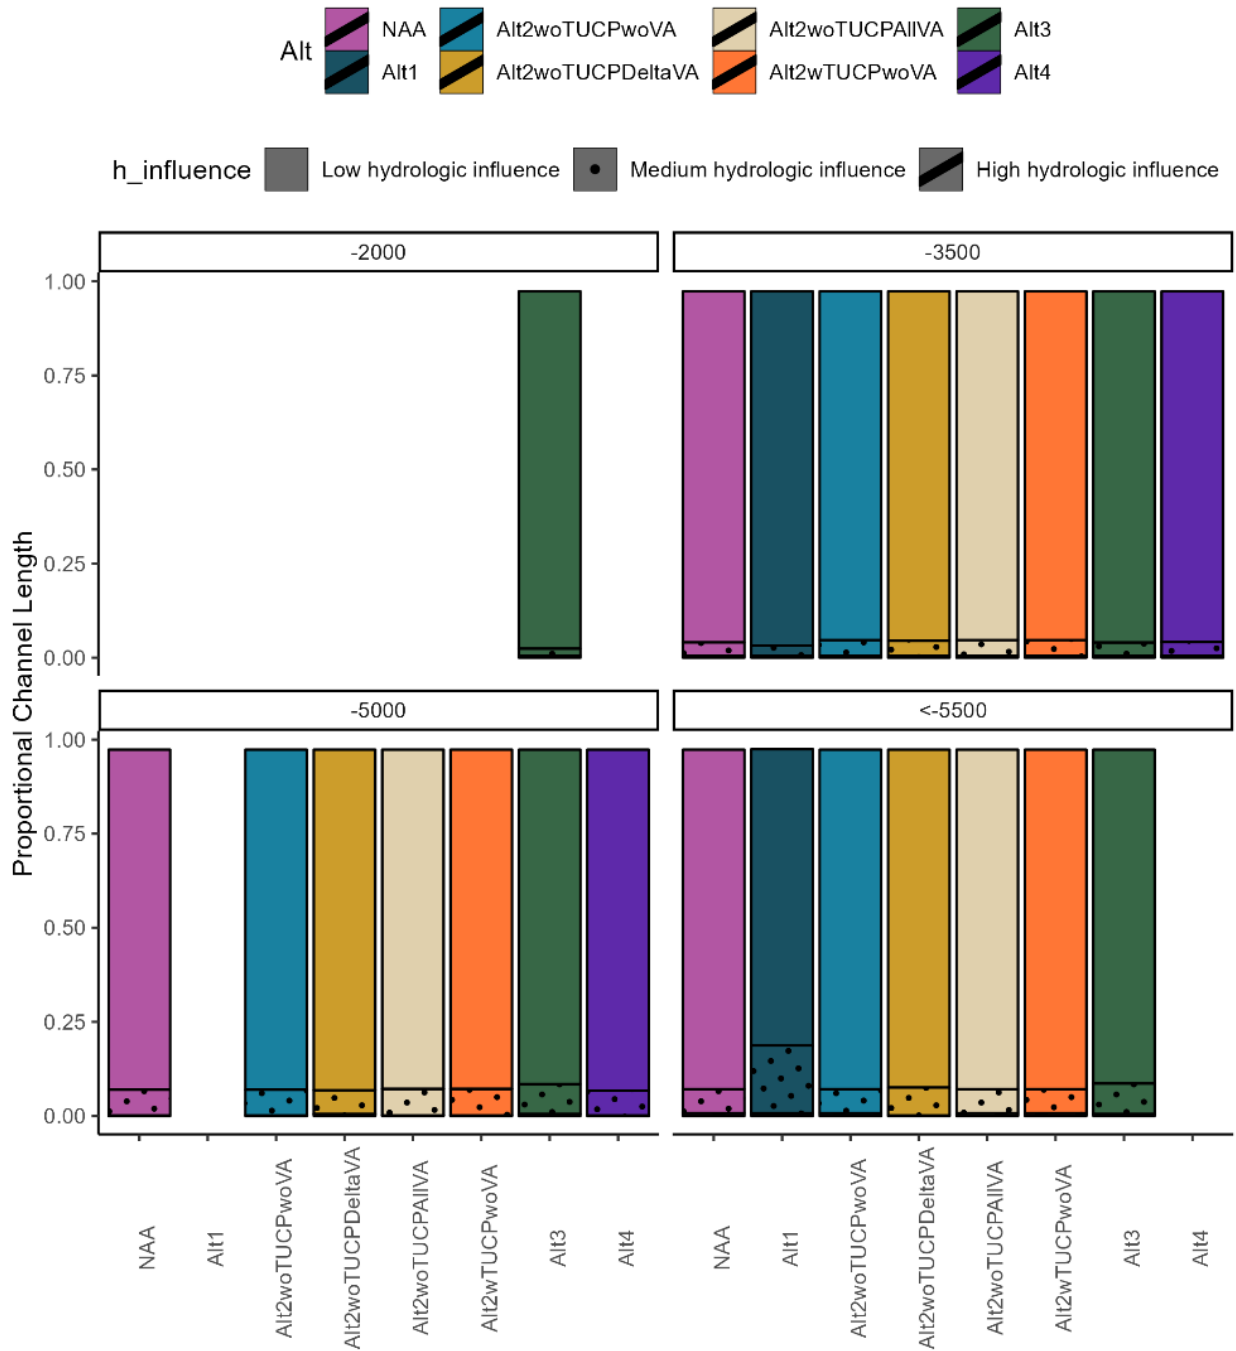 Alt
NAA
Alt2woTUCPwoVA
Alt2woTUCPAllVA
Alt3
Alt1
Alt2woTUCPDeltaVA
Alt2wTUCPwoVA
Alt4
h_influence
Low hydrologic influence
Medium hydrologic influence
High hydrologic influence
-2000
-3500
1.00
0.75
0.50
0.25
0.00
Proportional Channel Length
-5000
<-5500
1.00
0.75
0.50
0.25
0.00
NAA
Alt1
Alt2woTUCPwoVA
Alt2woTUCPDeltaVA
Alt2woTUCPAllVA
Alt2wTUCPwoVA
Alt3
Alt4
NAA
Alt1
Alt2woTUCPwoVA
Alt2woTUCPDeltaVA
Alt2woTUCPAllVA
Alt2wTUCPwoVA
Alt3
Alt4